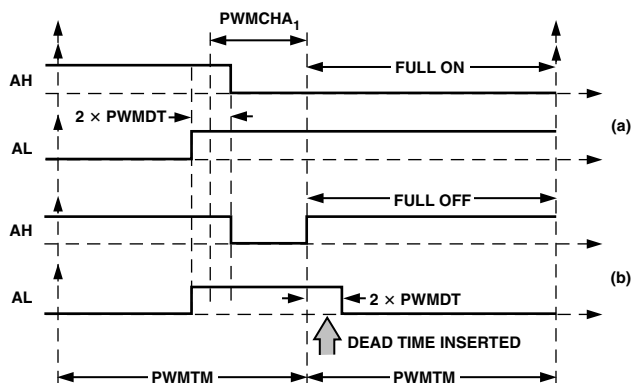 PWMCHA₁
FULL ON
AH
2 × PWMDT
(a)
AL
FULL OFF
AH
(b)
AL
2 × PWMDT
DEAD TIME INSERTED
PWMTM PWMTM